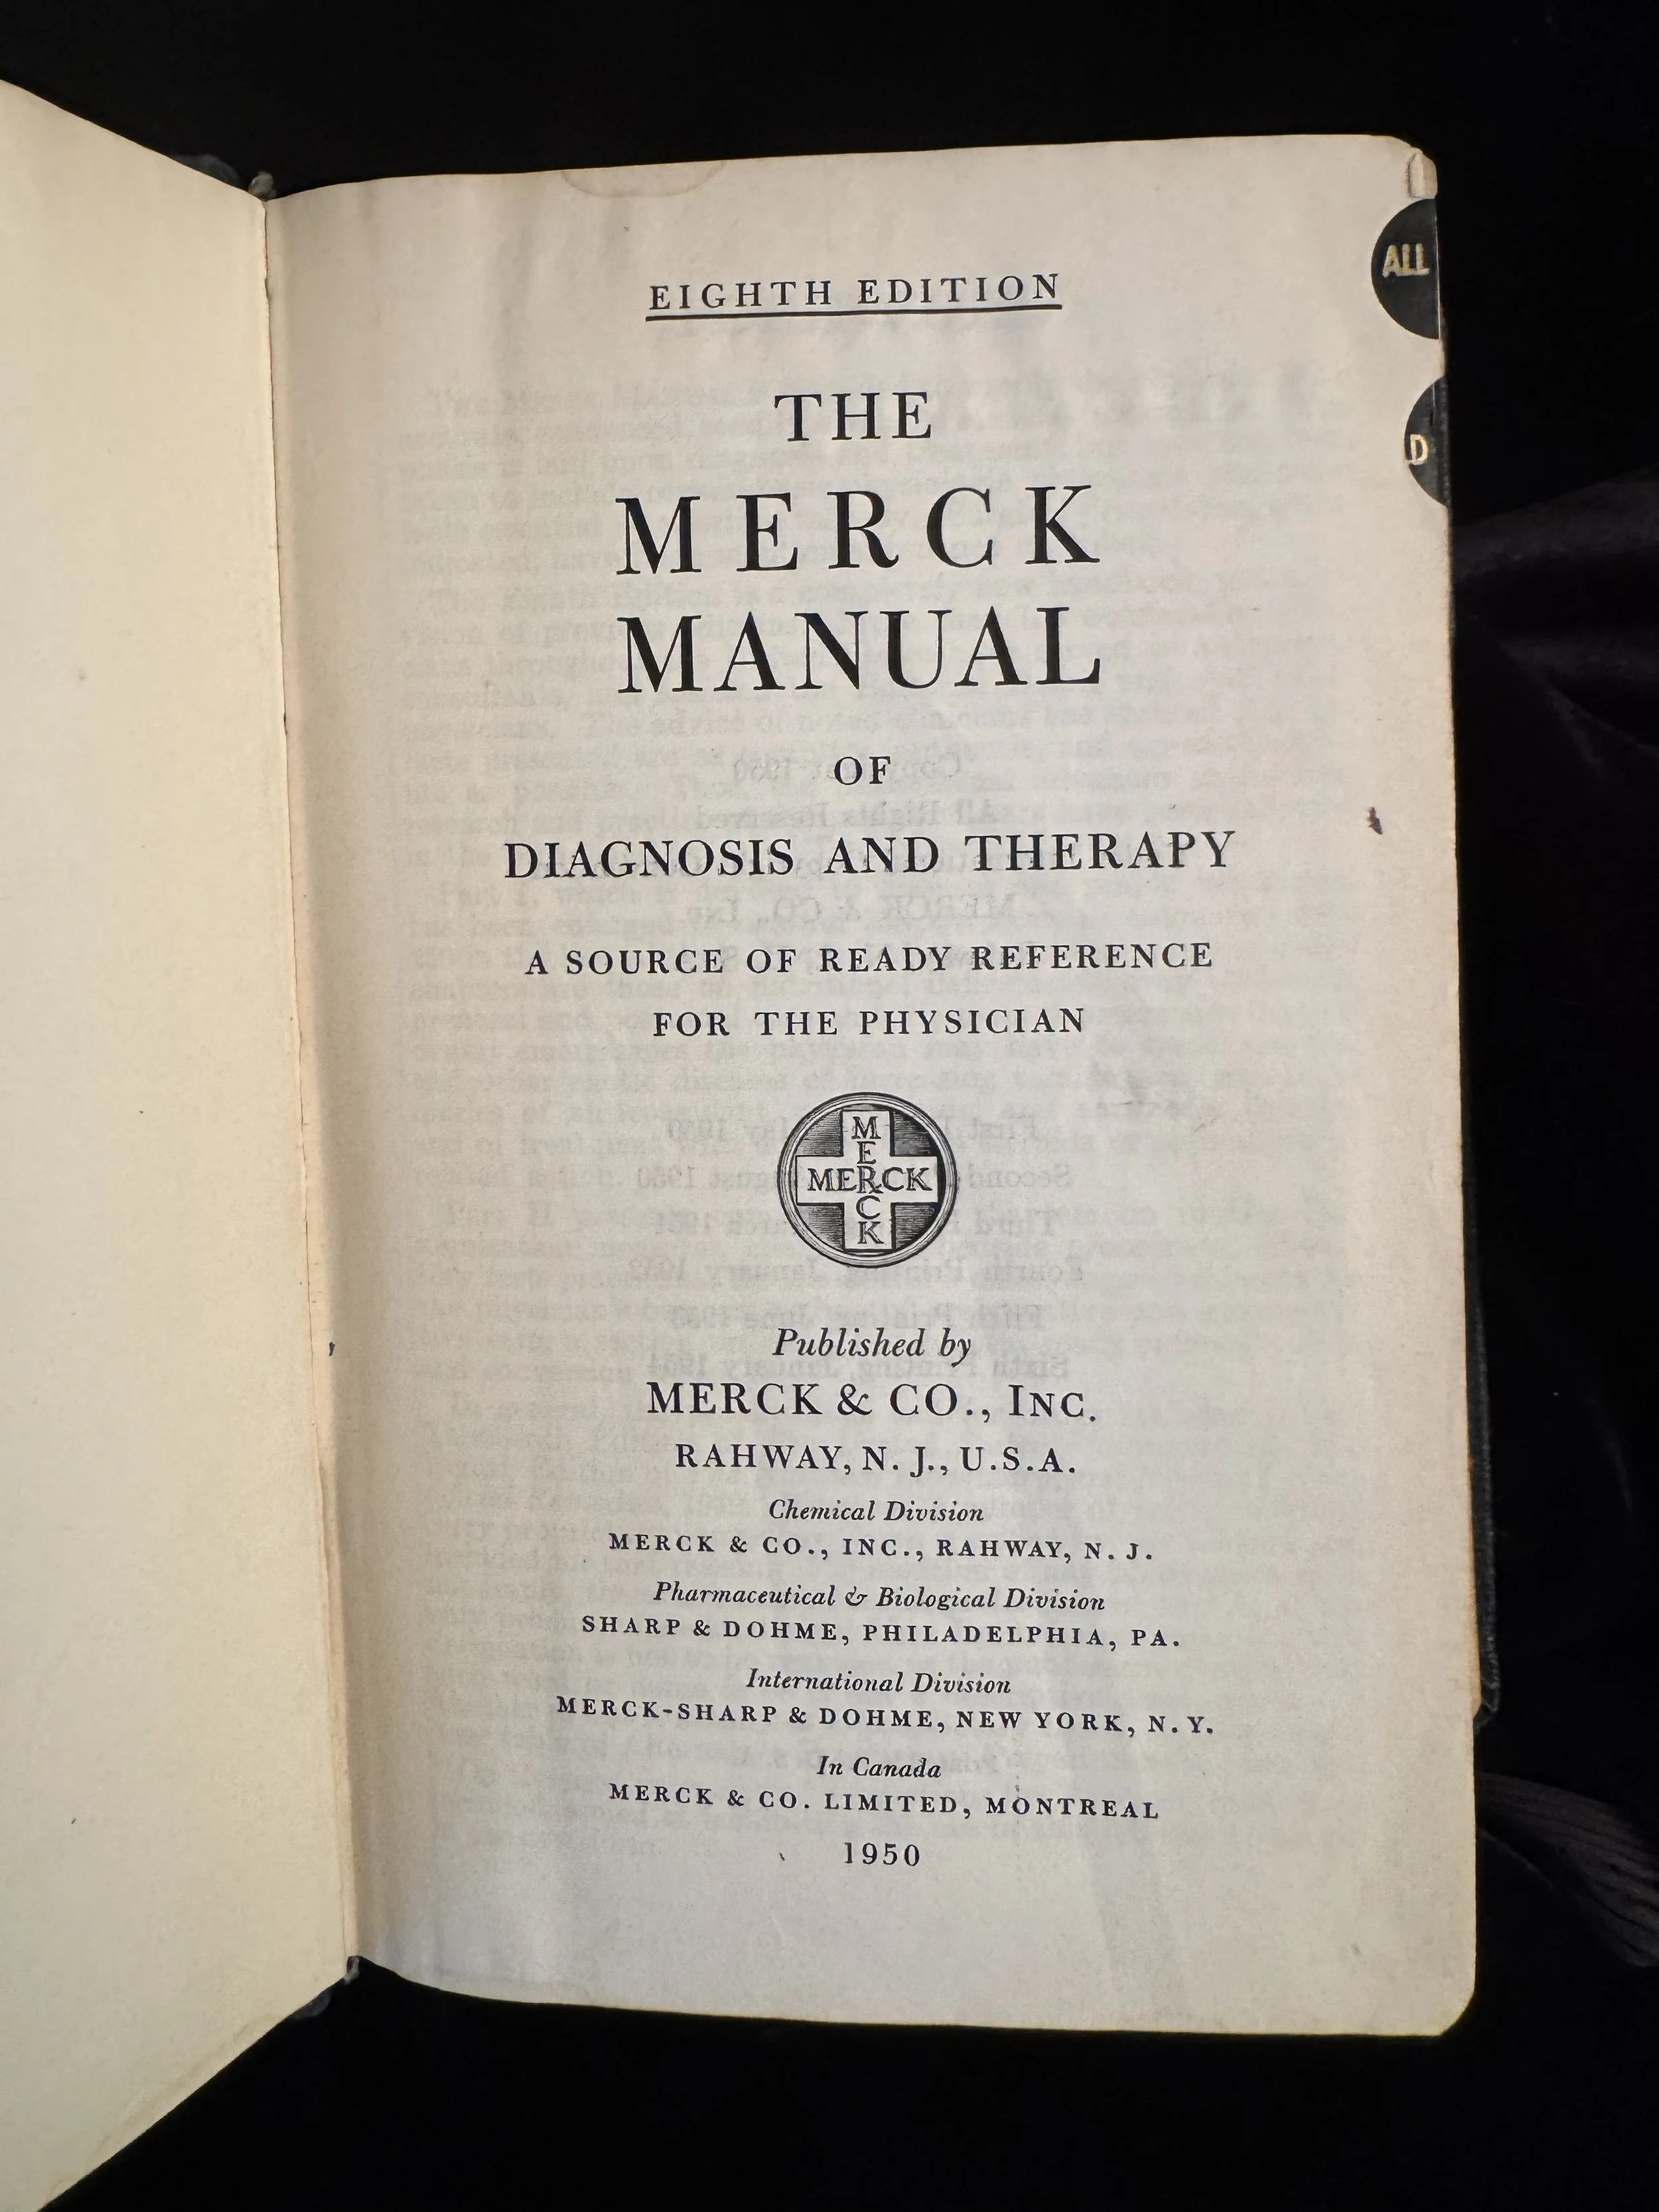 EIGHTH EDITION
ALL
THE
D
MERCK
MANUAL
OF
DIAGNOSIS AND THERAPY
A SOURCE OF READY REFERENCE
FOR THE PHYSICIAN
MERCK
MERCK
Published by
MERCK & CO., INC.
RAHWAY, N. J., U.S.A.
Chemical Division
MERCK & CO., INC., RAHWAY, N. J.
Pharmaceutical & Biological Division
SHARP & DOHME, PHILADELPHIA, PA.
International Division
MERCK-SHARP & DOHME, NEW YORK, N. Y.
In Canada
MERCK & CO. LIMITED, MONTREAL
1950